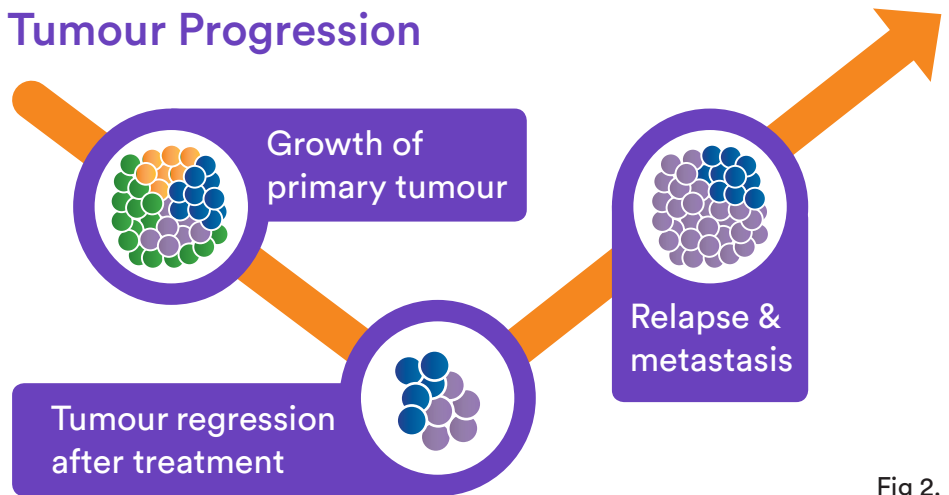 Tumour Progression
Growth of
primary tumour
Tumour regression
after treatment
Relapse &
metastasis
Fig 2.